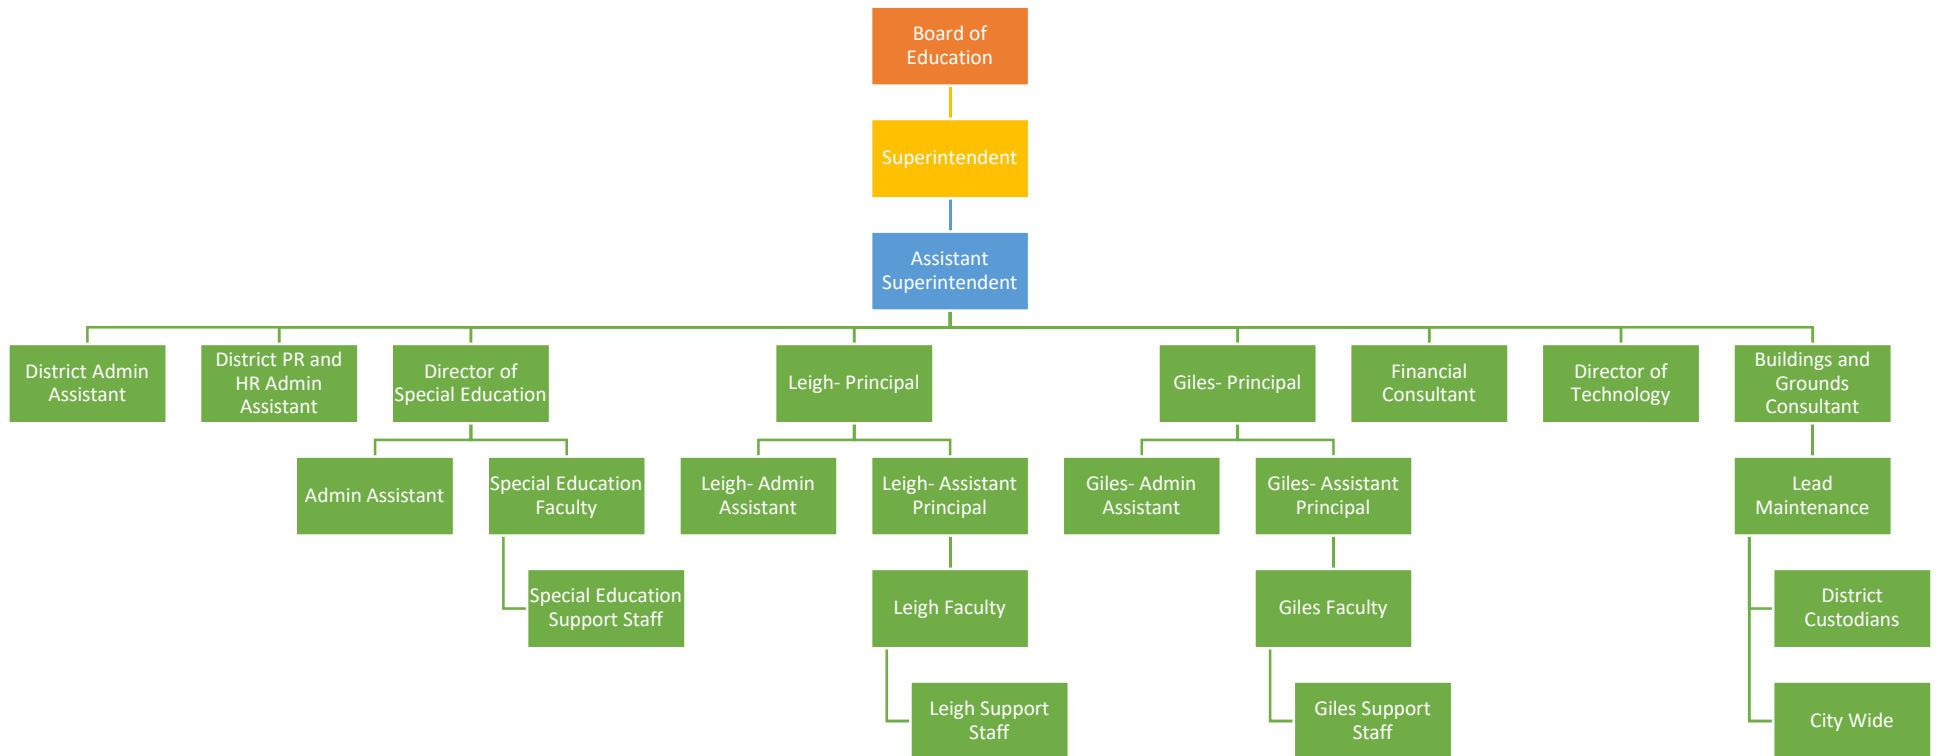 Board of
Education
Superintendent
Assistant
Superintendent
District Admin
Assistant
District PR and
HR Admin
Assistant
Director of
Special Education
Leigh- Principal
Giles- Principal
Financial
Consultant
Director of
Technology
Buildings and
Grounds
Consultant
Admin Assistant
Special Education
Faculty
Leigh- Admin
Assistant
Leigh- Assistant
Principal
Giles- Admin
Assistant
Giles- Assistant
Principal
Lead
Maintenance
Special Education
Support Staff
Leigh Faculty
Giles Faculty
District
Custodians
Leigh Support
Staff
Giles Support
Staff
City Wide